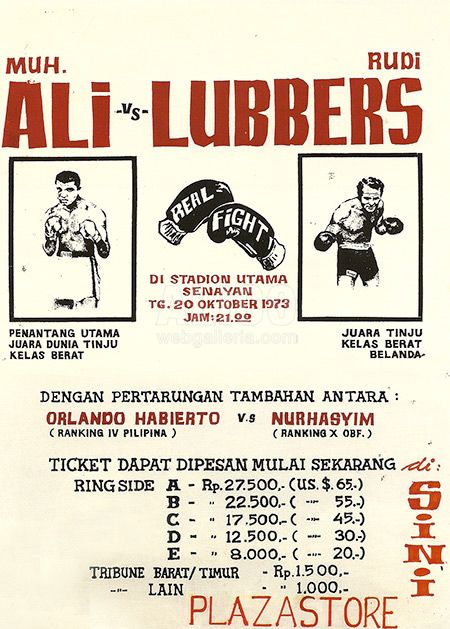 MUH.
RUDI
ALi -vs- LUBBERS
REAL
FiGHT
DI STADION UTAMA
SENAYAN
TG. 20 OKTOBER 1973
JAM: 21.00
PENANTANG UTAMA
JUARA DUNIA TINJU
KELAS BERAT
JUARA TINJU
KELAS BERAT
BELANDA
webgalleria.com
DENGAN PERTARUNGAN TAMBAHAN ANTARA :
ORLANDO HABIERTO V.S NURHASYIM
( RANKING IV PILIPINA ) ( RANKING X OBF. )
TICKET DAPAT DIPESAN MULAI SEKARANG di:
SiNi
RING SIDE A - Rp. 27.500,- (US. $. 65.-)
B - " 22.500,- ( -"- 55.-)
C - " 17.500,- ( -"- 45.-)
D - " 12.500,- ( -"- 30.-)
E - " 8.000,- ( -"- 20.-)
TRIBUNE BARAT/TIMUR - Rp. 1.500,-
-"- LAIN - " 1.000,-
PLAZASTORE